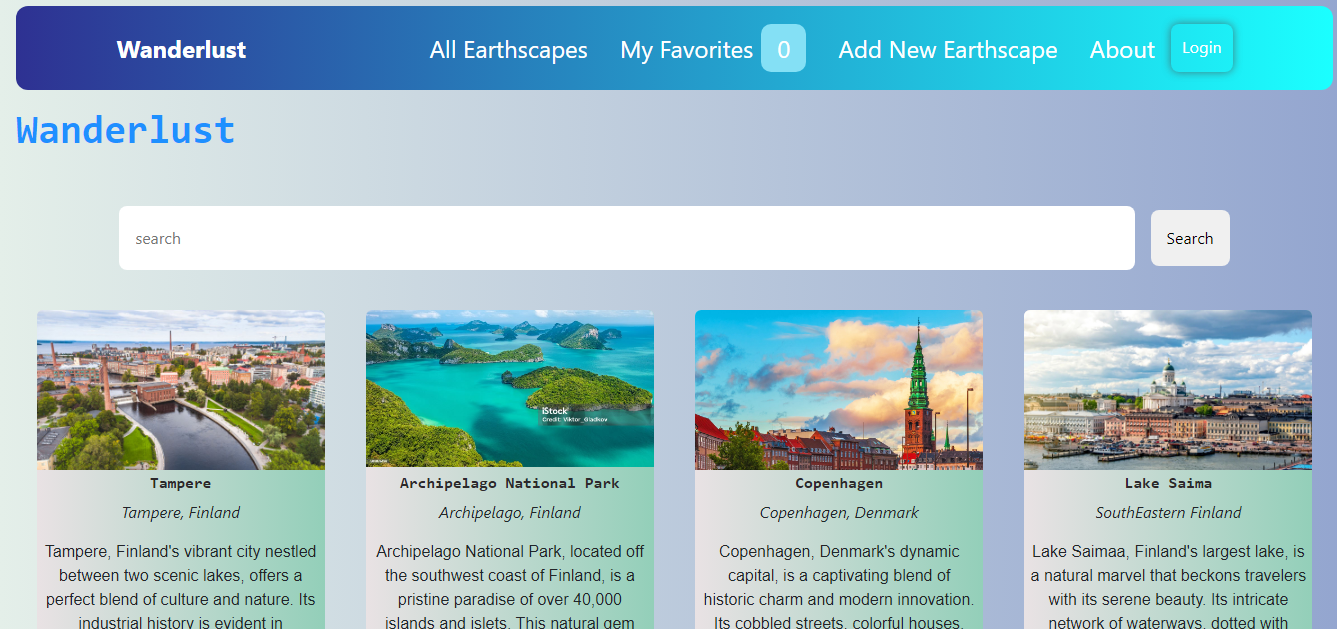 Wanderlust All Earthscapes My Favorites 0 Add New Earthscape About Login
Wanderlust
search Search
iStock
Credit: Viktor_Gladkov
Tampere
Tampere, Finland
Tampere, Finland's vibrant city nestled
between two scenic lakes, offers a
perfect blend of culture and nature. Its
industrial history is evident in
Archipelago National Park
Archipelago, Finland
Archipelago National Park, located off
the southwest coast of Finland, is a
pristine paradise of over 40,000
islands and islets. This natural gem
Copenhagen
Copenhagen, Denmark
Copenhagen, Denmark's dynamic
capital, is a captivating blend of
historic charm and modern innovation.
Its cobbled streets, colorful houses,
Lake Saima
SouthEastern Finland
Lake Saimaa, Finland's largest lake, is
a natural marvel that beckons travelers
with its serene beauty. Its intricate
network of waterways, dotted with